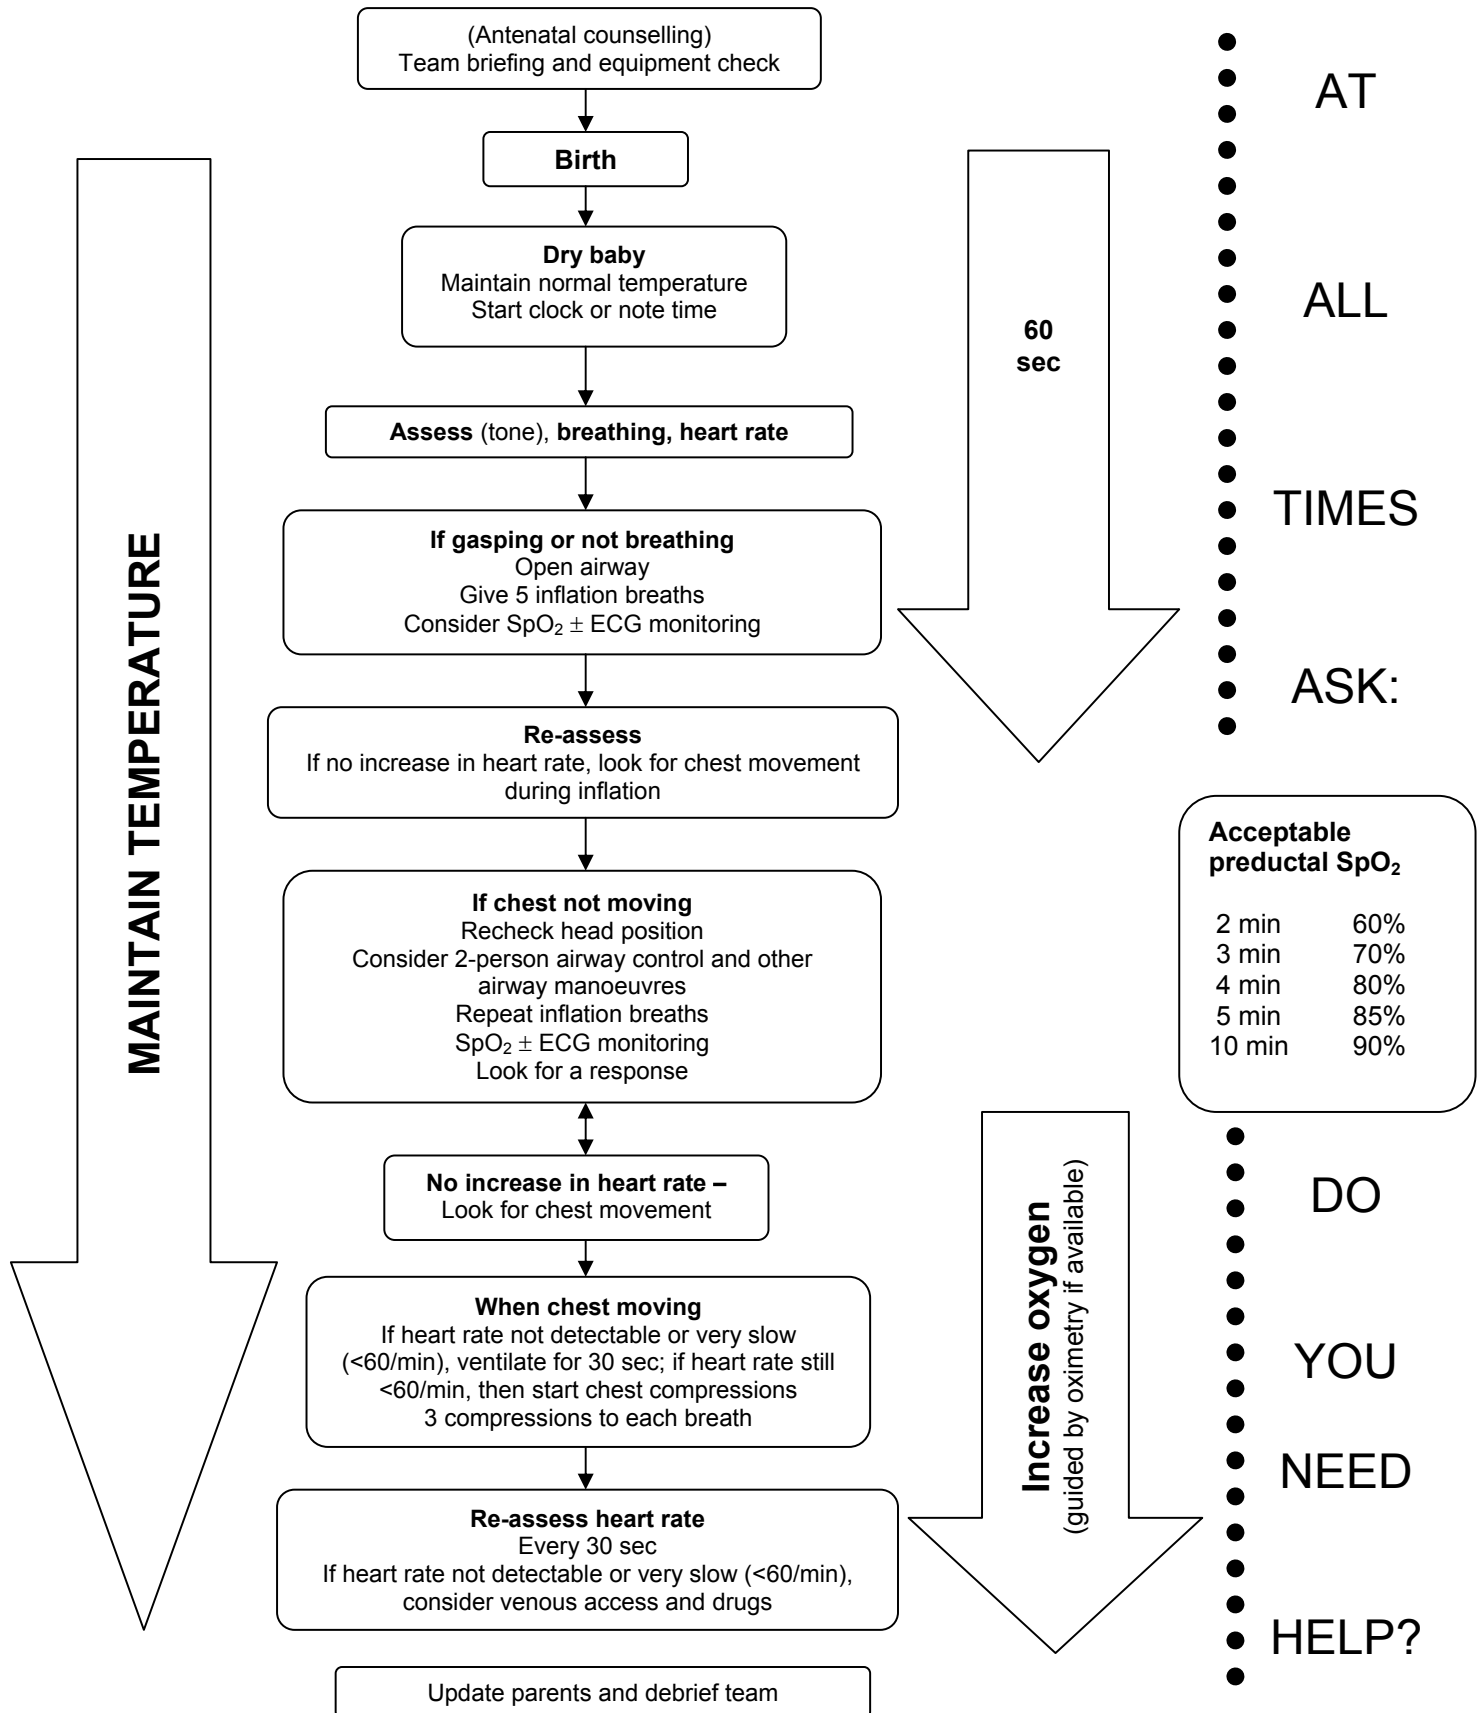 (Antenatal counselling)
Team briefing and equipment check
Birth
Dry baby
Maintain normal temperature
Start clock or note time
Assess (tone), breathing, heart rate
If gasping or not breathing
Open airway
Give 5 inflation breaths
Consider SpO₂ ± ECG monitoring
Re-assess
If no increase in heart rate, look for chest movement
during inflation
If chest not moving
Recheck head position
Consider 2-person airway control and other
airway manoeuvres
Repeat inflation breaths
SpO₂ ± ECG monitoring
Look for a response
No increase in heart rate –
Look for chest movement
When chest moving
If heart rate not detectable or very slow
(<60/min), ventilate for 30 sec; if heart rate still
<60/min, then start chest compressions
3 compressions to each breath
Re-assess heart rate
Every 30 sec
If heart rate not detectable or very slow (<60/min),
consider venous access and drugs
Update parents and debrief team
MAINTAIN TEMPERATURE
60
sec
Increase oxygen
(guided by oximetry if available)
AT
ALL
TIMES
ASK:
Acceptable
preductal SpO₂
2 min 60%
3 min 70%
4 min 80%
5 min 85%
10 min 90%
DO
YOU
NEED
HELP?